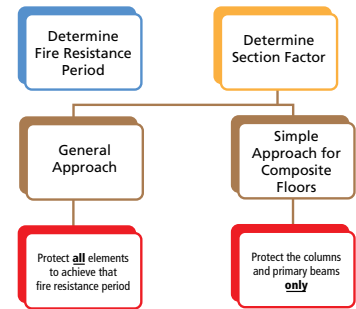 Determine
Fire Resistance
Period
Determine
Section Factor
General
Approach
Simple
Approach for
Composite
Floors
Protect all elements
to achieve that
fire resistance period
Protect the columns
and primary beams
only